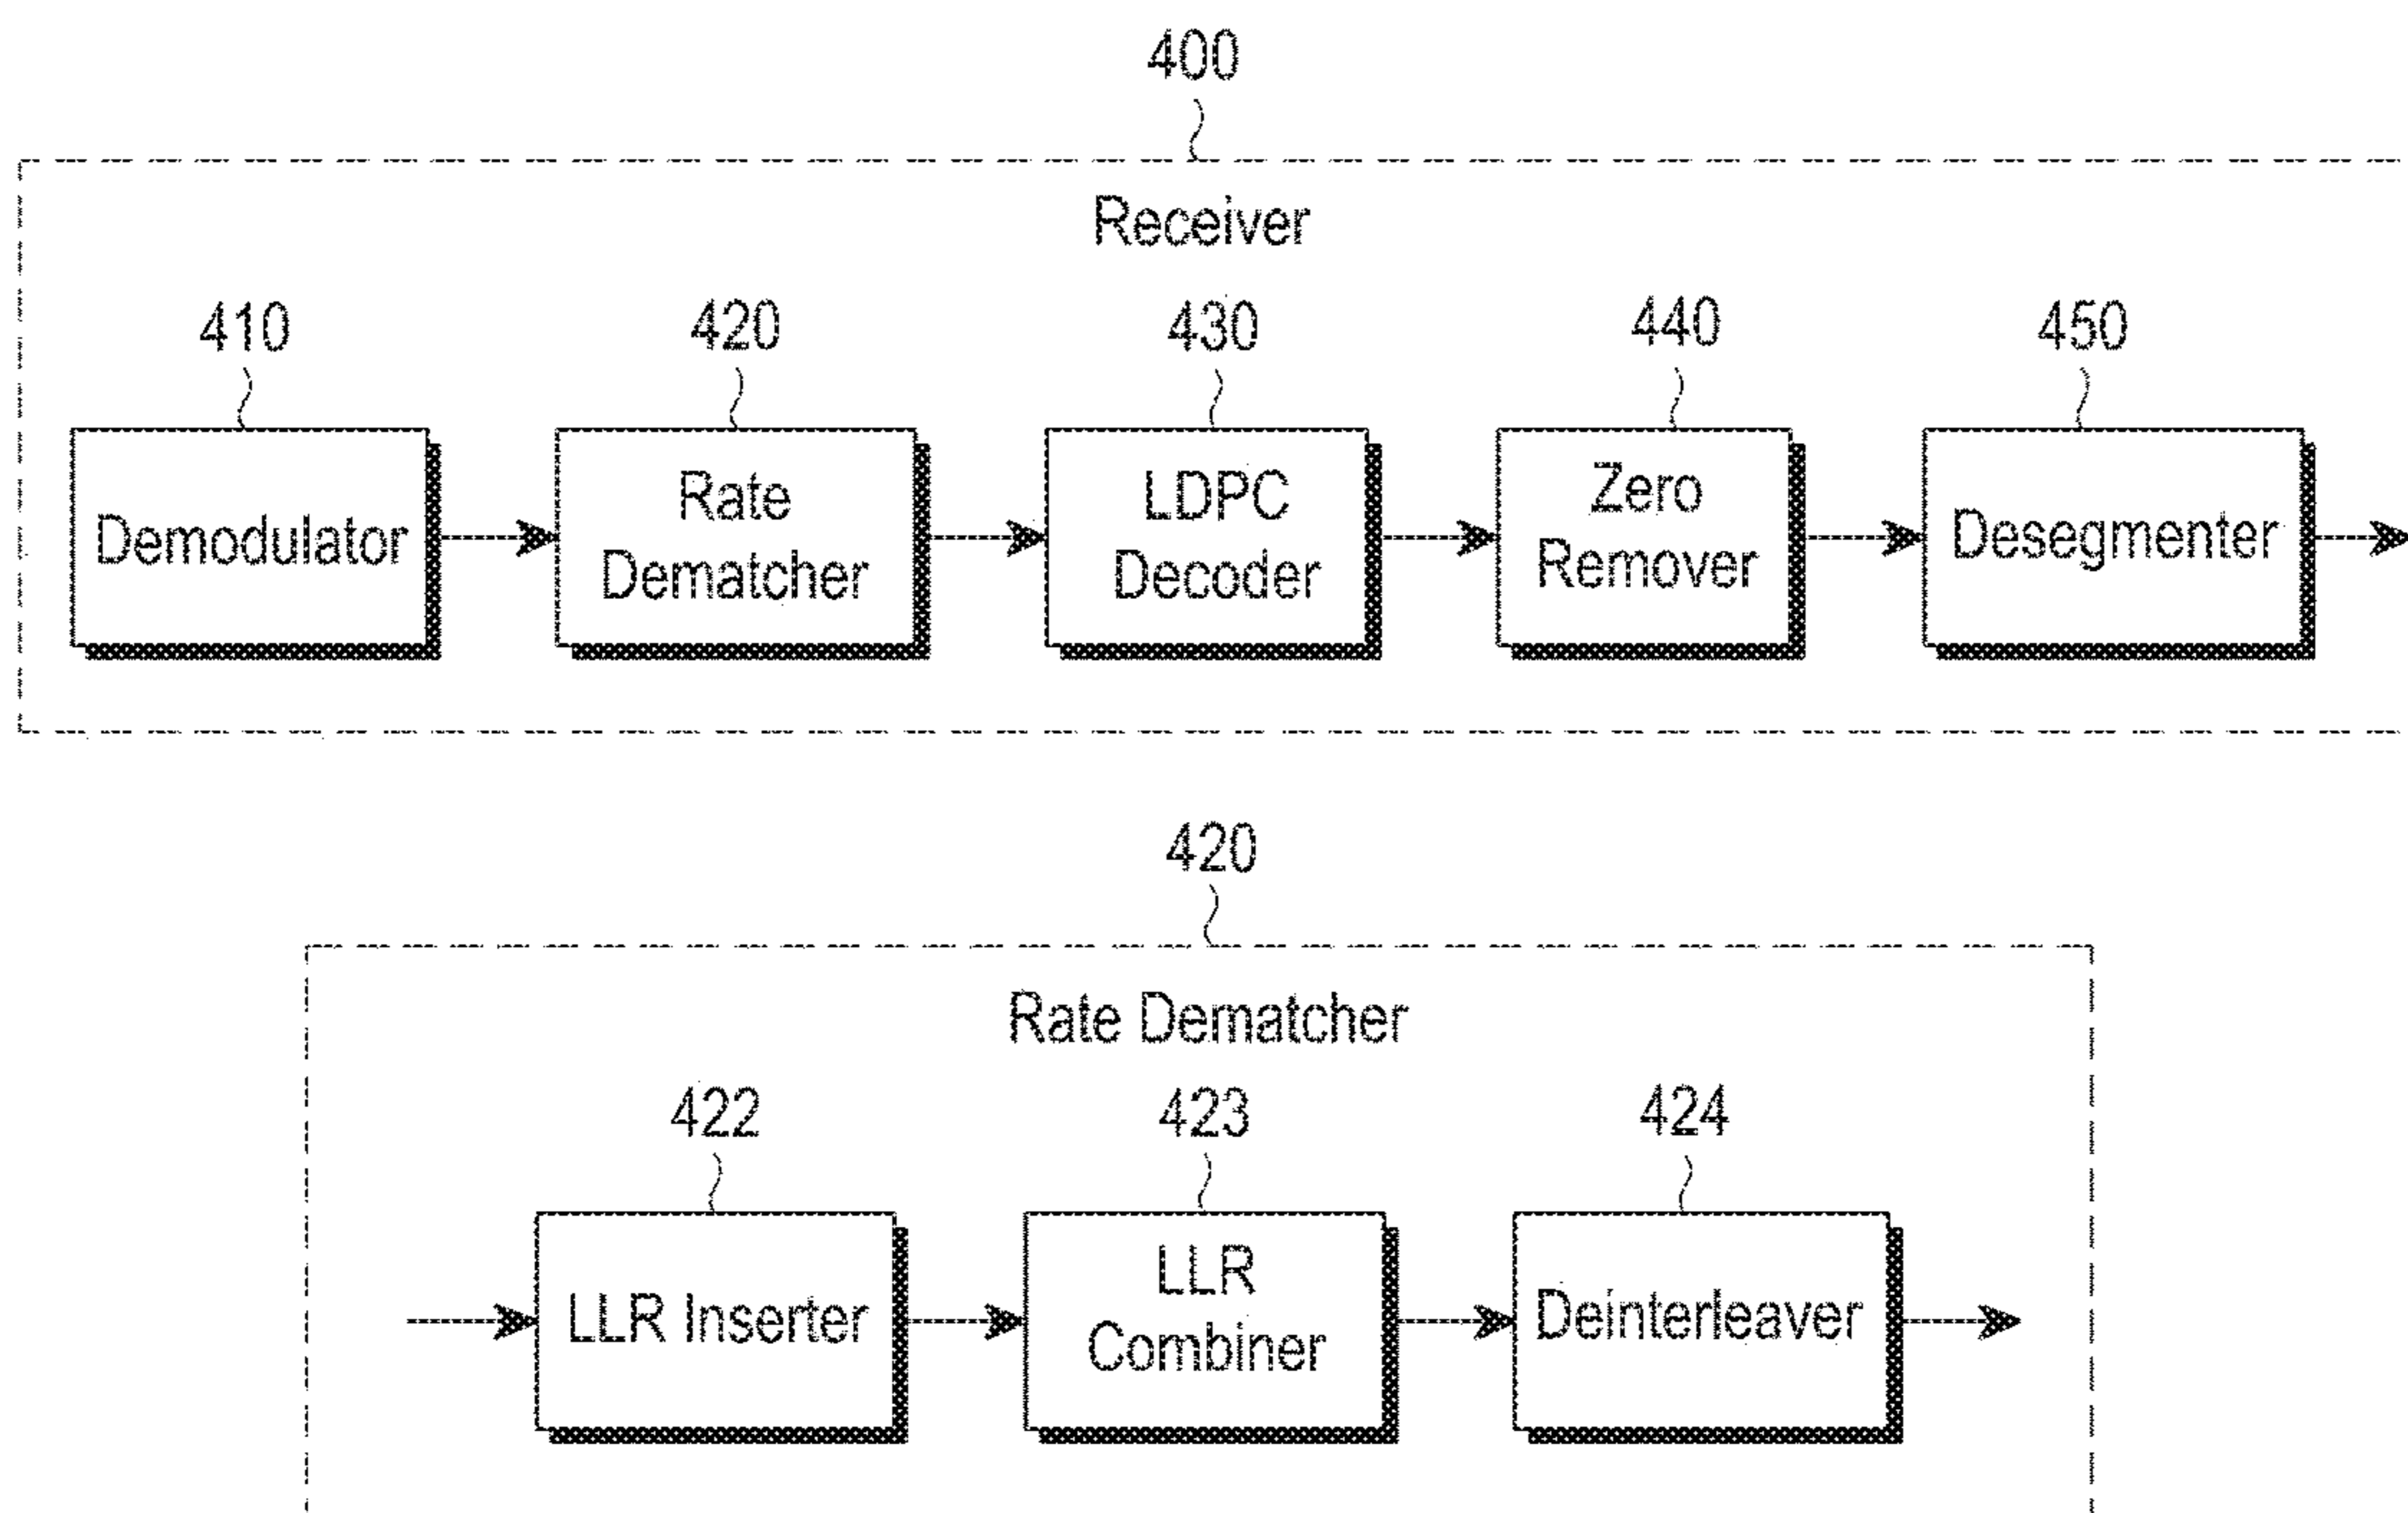 400
Receiver
410
420
430
440
450
Demodulator
Rate
Dematcher
LDPC
Decoder
Zero
Remover
Desegmenter
420
Rate Dematcher
422
423
424
LLR Inserter
LLR
Combiner
Deinterleaver